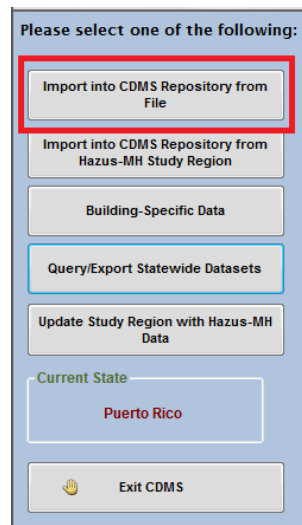 Please select one of the following:
Import into CDMS Repository from
File
Import into CDMS Repository from
Hazus-MH Study Region
Building-Specific Data
Query/Export Statewide Datasets
Update Study Region with Hazus-MH
Data
Current State
Puerto Rico
Exit CDMS